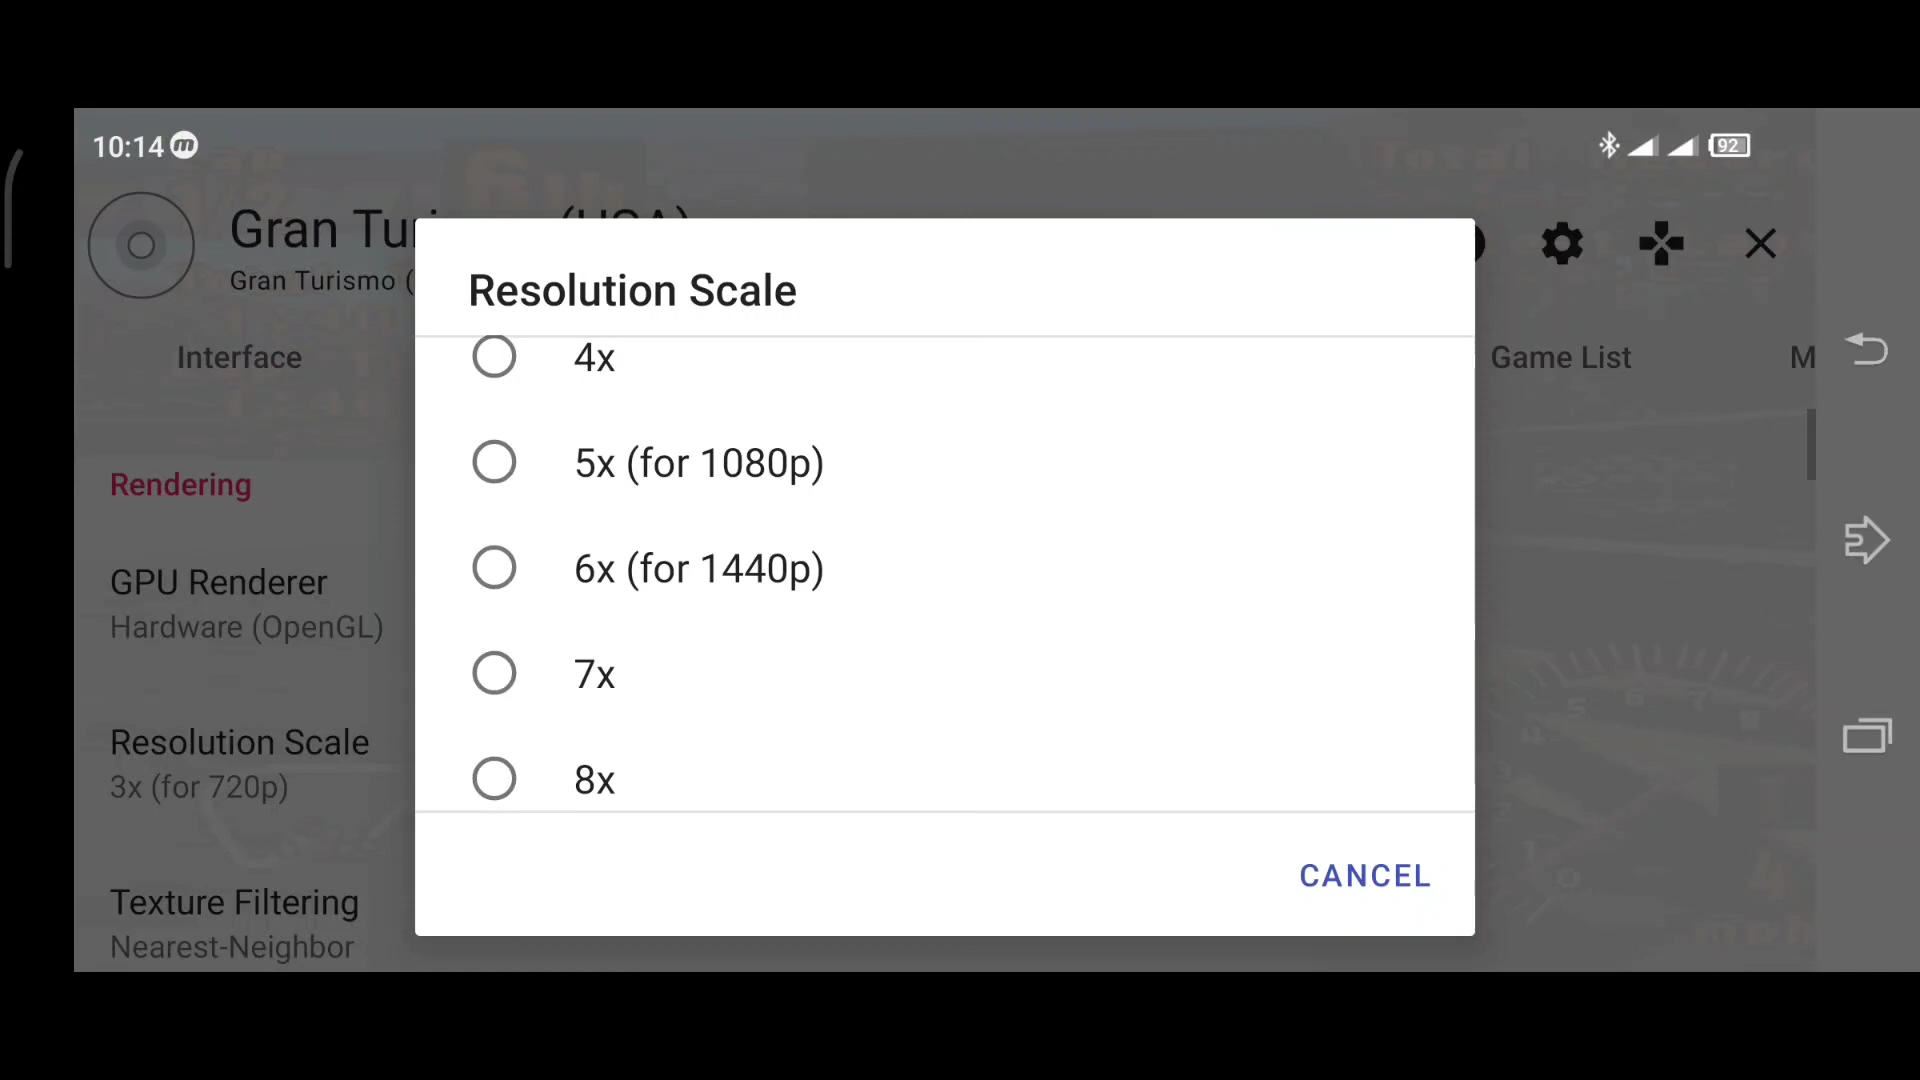 10:14
92
Gran Tu
(USA)
Gran Turismo (
Resolution Scale
Interface
Game List
M
4x
5x (for 1080p)
Rendering
6x (for 1440p)
GPU Renderer
Hardware (OpenGL)
7x
Resolution Scale
3x (for 720p)
8x
CANCEL
Texture Filtering
Nearest-Neighbor